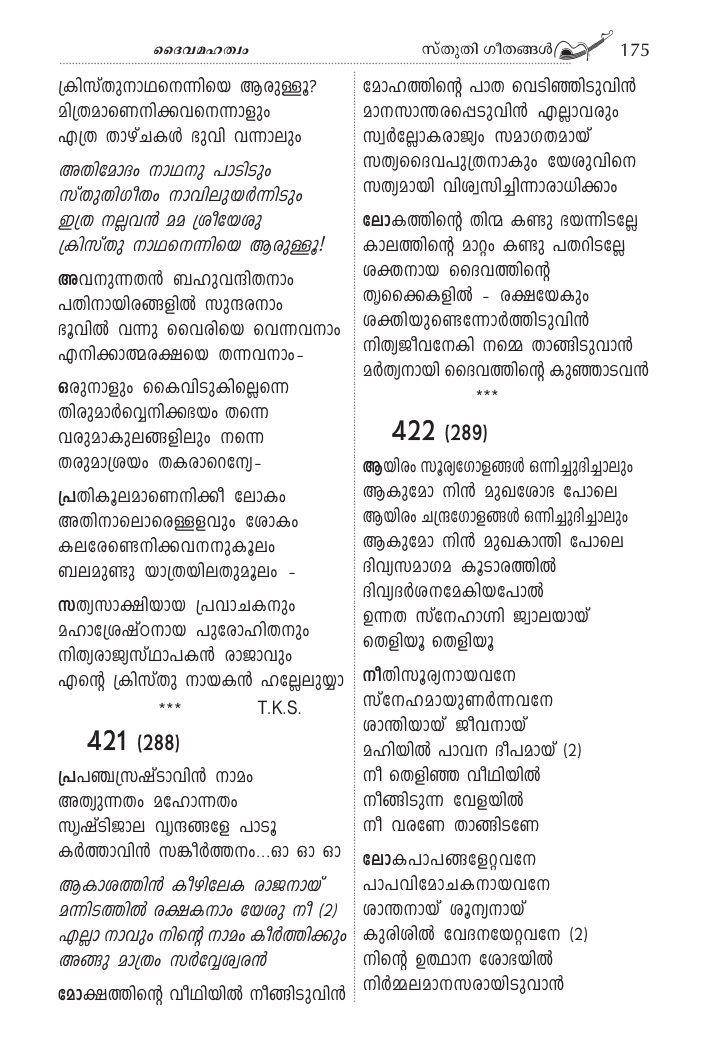 ദൈവമഹത്വം
സ്തുതി ഗീതങ്ങൾ 175
ക്രിസ്തുനാഥനെന്നിയെ ആരുള്ളൂ?
മിത്രമാണെനിക്കവനെന്നാളും
എത്ര താഴ്ചകൾ ഭുവി വന്നാലും
അതിമോദം നാഥനു പാടിടും
സ്തുതിഗീതം നാവിലുയർന്നിടും
ഇത്ര നല്ലവൻ മമ ശ്രീയേശു
ക്രിസ്തു നാഥനെന്നിയെ ആരുള്ളൂ!
അവനുന്നതൻ ബഹുവന്ദിതനാം
പതിനായിരങ്ങളിൽ സുന്ദരനാം
ഭൂവിൽ വന്നു വൈരിയെ വെന്നവനാം
എനിക്കാത്മരക്ഷയെ തന്നവനാം-
ഒരുനാളും കൈവിടുകില്ലെന്നെ
തിരുമാർവ്വെനിക്കഭയം തന്നെ
വരുമാകുലങ്ങളിലും നന്നെ
തരുമാശ്രയം തകരാറെന്യേ-
പ്രതികൂലമാണെനിക്കീ ലോകം
അതിനാലൊരെള്ളളവും ശോകം
കലരേണ്ടെനിക്കവനനുകൂലം
ബലമുണ്ടു യാത്രയിലതുമൂലം -
സത്യസാക്ഷിയായ പ്രവാചകനും
മഹാശ്രേഷ്ഠനായ പുരോഹിതനും
നിത്യരാജ്യസ്ഥാപകൻ രാജാവും
എന്റെ ക്രിസ്തു നായകൻ ഹല്ലേലുയ്യാ
*** T.K.S.
421 (288)
പ്രപഞ്ചസ്രഷ്ടാവിൻ നാമം
അത്യുന്നതം മഹോന്നതം
സൃഷ്ടിജാല വൃന്ദങ്ങളേ പാടൂ
കർത്താവിൻ സങ്കീർത്തനം...ഓ ഓ ഓ
ആകാശത്തിൻ കീഴിലേക രാജനായ്
മന്നിടത്തിൽ രക്ഷകനാം യേശു നീ (2)
എല്ലാ നാവും നിന്റെ നാമം കീർത്തിക്കും
അങ്ങു മാത്രം സർവ്വേശ്വരൻ
മോക്ഷത്തിന്റെ വീഥിയിൽ നീങ്ങിടുവിൻ
മോഹത്തിന്റെ പാത വെടിഞ്ഞിടുവിൻ
മാനസാന്തരപ്പെടുവിൻ എല്ലാവരും
സ്വർല്ലോകരാജ്യം സമാഗതമായ്
സത്യദൈവപുത്രനാകും യേശുവിനെ
സത്യമായി വിശ്വസിച്ചിന്നാരാധിക്കാം
ലോകത്തിന്റെ തിന്മ കണ്ടു ഭയന്നിടല്ലേ
കാലത്തിന്റെ മാറ്റം കണ്ടു പതറിടല്ലേ
ശക്തനായ ദൈവത്തിന്റെ
തൃക്കൈകളിൽ - രക്ഷയേകും
ശക്തിയുണ്ടെന്നോർത്തിടുവിൻ
നിത്യജീവനേകി നമ്മെ താങ്ങിടുവാൻ
മർത്യനായി ദൈവത്തിന്റെ കുഞ്ഞാടവൻ
***
422 (289)
ആയിരം സൂര്യഗോളങ്ങൾ ഒന്നിച്ചുദിച്ചാലും
ആകുമോ നിൻ മുഖശോഭ പോലെ
ആയിരം ചന്ദ്രഗോളങ്ങൾ ഒന്നിച്ചുദിച്ചാലും
ആകുമോ നിൻ മുഖകാന്തി പോലെ
ദിവ്യസമാഗമ കൂടാരത്തിൽ
ദിവ്യദർശനമേകിയപോൽ
ഉന്നത സ്നേഹാഗ്നി ജ്വാലയായ്
തെളിയൂ തെളിയൂ
നീതിസൂര്യനായവനേ
സ്നേഹമായുണർന്നവനേ
ശാന്തിയായ് ജീവനായ്
മഹിയിൽ പാവന ദീപമായ് (2)
നീ തെളിഞ്ഞ വീഥിയിൽ
നീങ്ങിടുന്ന വേളയിൽ
നീ വരണേ താങ്ങിടണേ
ലോകപാപങ്ങളേറ്റവനേ
പാപവിമോചകനായവനേ
ശാന്തനായ് ശൂന്യനായ്
കുരിശിൽ വേദനയേറ്റവനേ (2)
നിന്റെ ഉത്ഥാന ശോഭയിൽ
നിർമ്മലമാനസരായിടുവാൻ